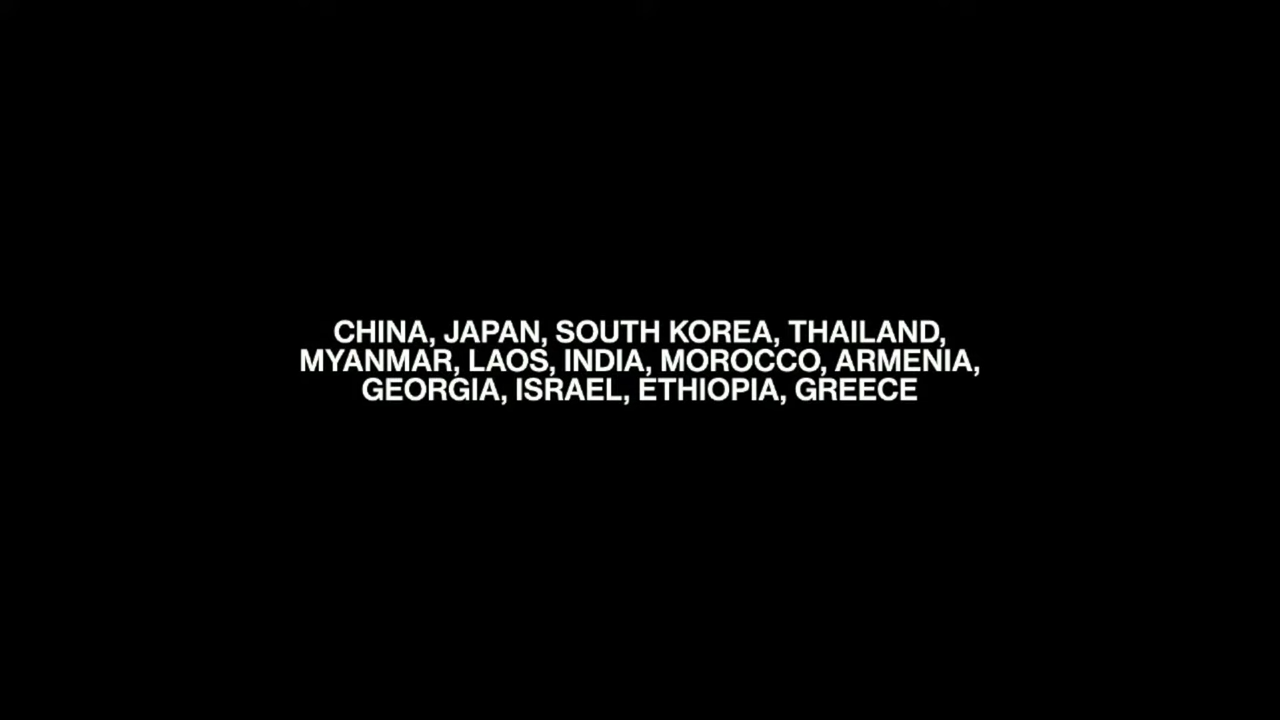 CHINA, JAPAN, SOUTH KOREA, THAILAND,
MYANMAR, LAOS, INDIA, MOROCCO, ARMENIA,
GEORGIA, ISRAEL, ETHIOPIA, GREECE